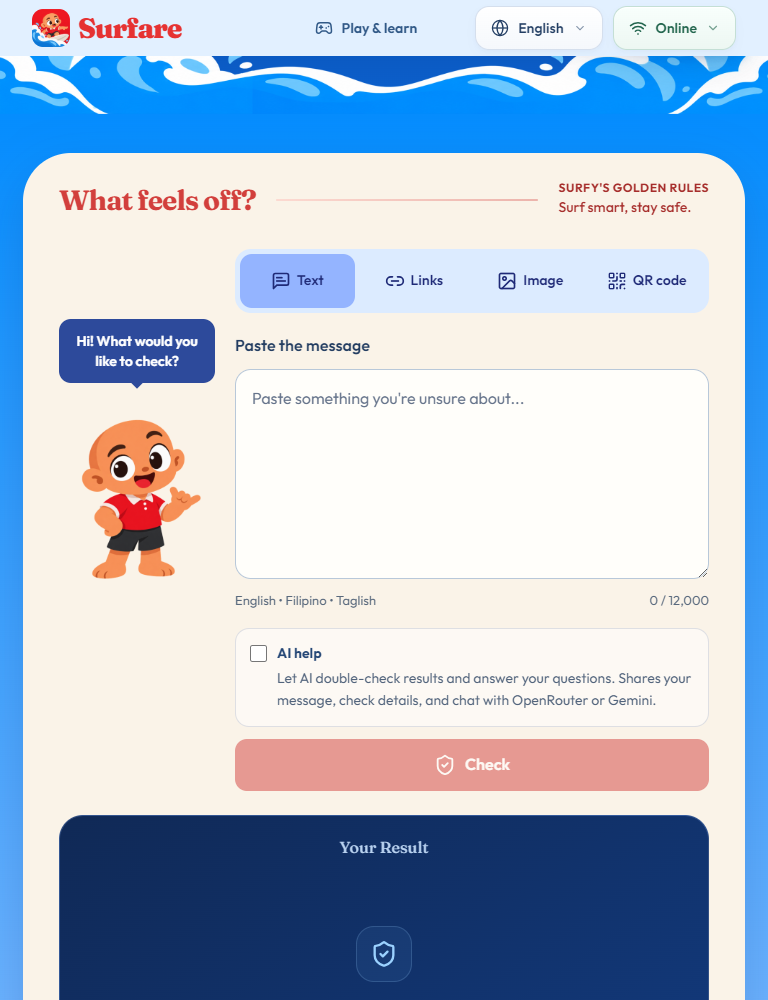 Surfare
Play & learn
English
Online
What feels off?
SURFY'S GOLDEN RULES
Surf smart, stay safe.
Text
Links
Image
QR code
Hi! What would you
like to check?
Paste the message
Paste something you're unsure about...
English • Filipino • Taglish
0 / 12,000
AI help
Let AI double-check results and answer your questions. Shares your
message, check details, and chat with OpenRouter or Gemini.
Check
Your Result